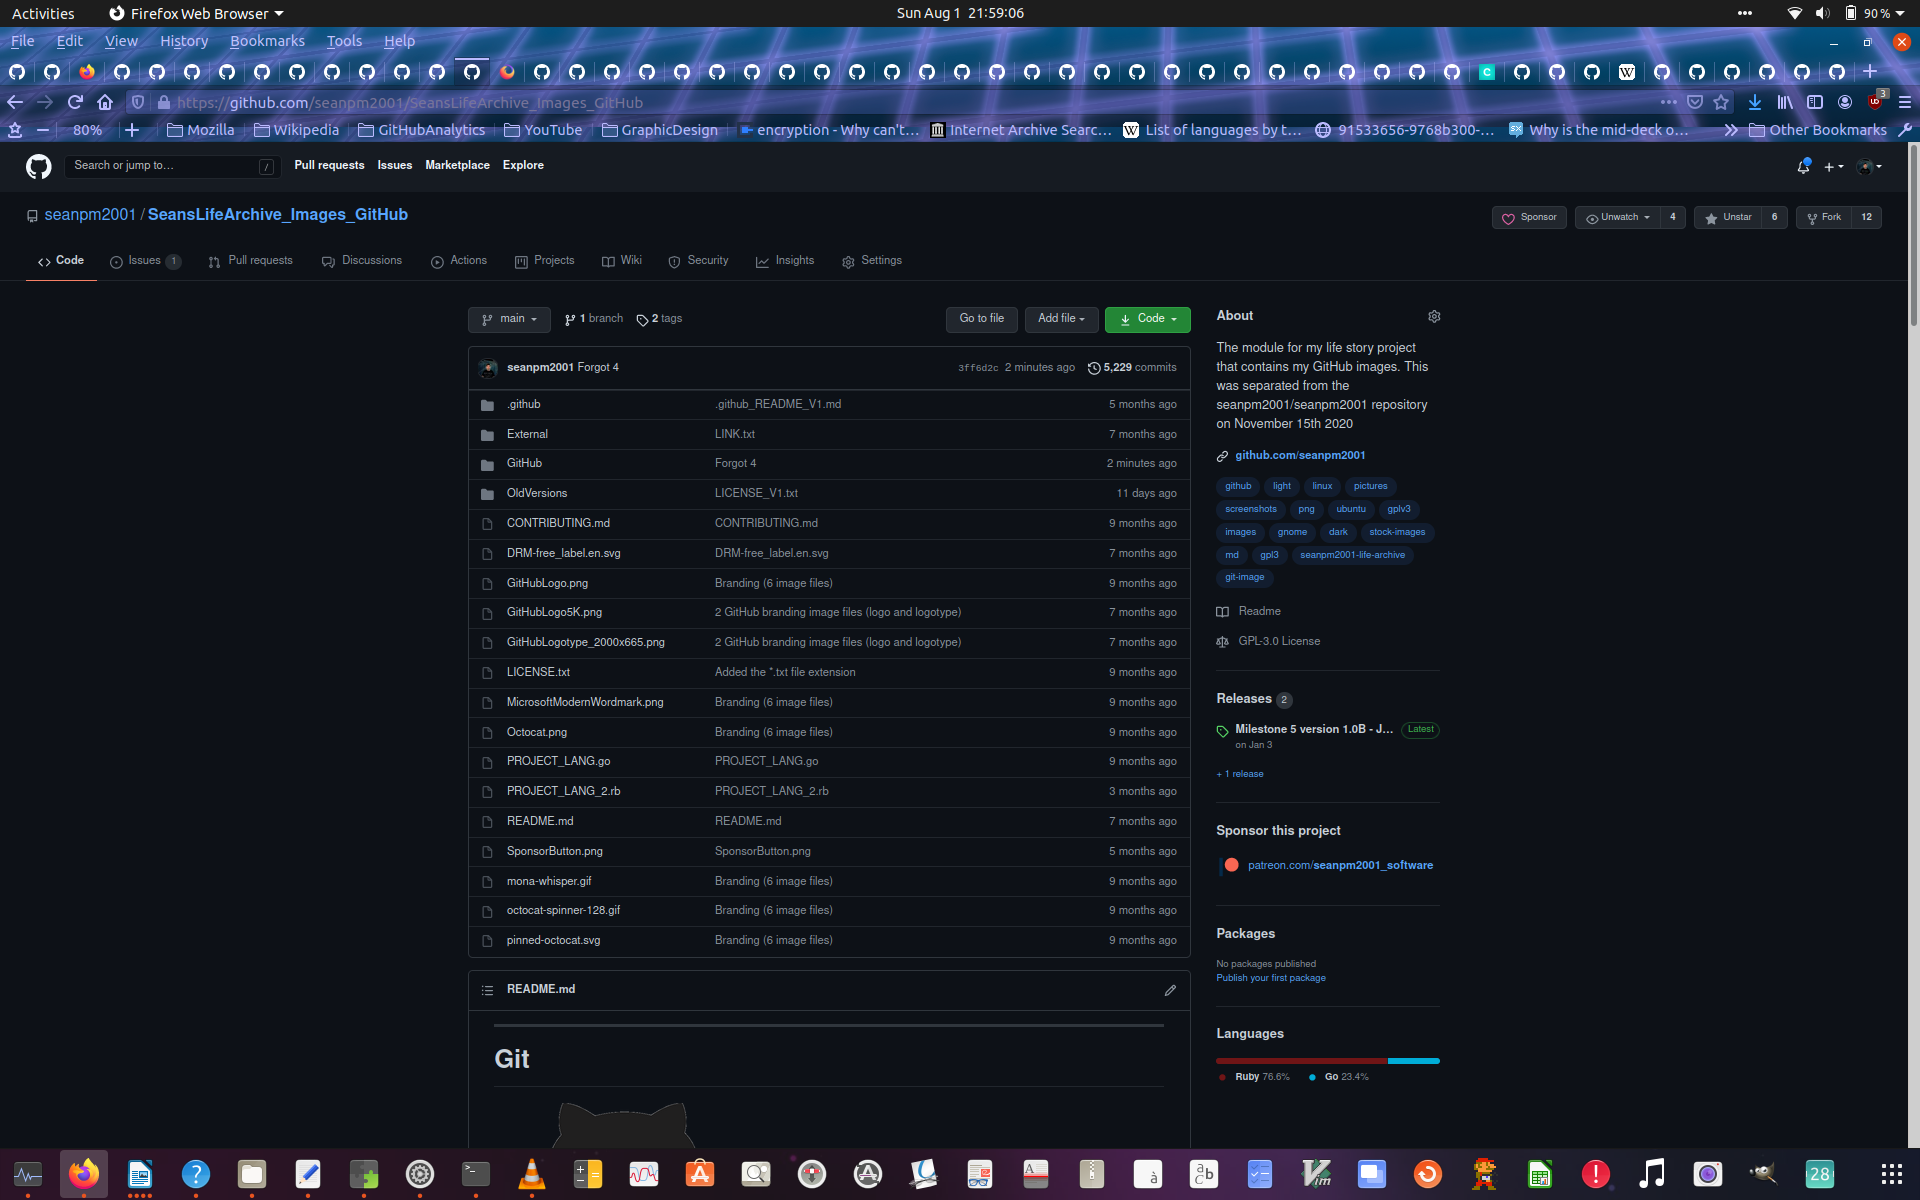 Activities Firefox Web Browser Sun Aug 1 21:59:06 90 %
File Edit View History Bookmarks Tools Help
https://github.com/seanpm2001/SeansLifeArchive_Images_GitHub
80% Mozilla Wikipedia GitHubAnalytics YouTube GraphicDesign encryption - Why can't… Internet Archive Searc… List of languages by t… 91533656-9768b300-… Why is the mid-deck o… Other Bookmarks
Search or jump to… / Pull requests Issues Marketplace Explore
seanpm2001 / SeansLifeArchive_Images_GitHub
Sponsor Unwatch 4 Unstar 6 Fork 12
Code Issues 1 Pull requests Discussions Actions Projects Wiki Security Insights Settings
main 1 branch 2 tags Go to file Add file Code
seanpm2001 Forgot 4 3ff6d2c 2 minutes ago 5,229 commits
.github .github_README_V1.md 5 months ago
External LINK.txt 7 months ago
GitHub Forgot 4 2 minutes ago
OldVersions LICENSE_V1.txt 11 days ago
CONTRIBUTING.md CONTRIBUTING.md 9 months ago
DRM-free_label.en.svg DRM-free_label.en.svg 7 months ago
GitHubLogo.png Branding (6 image files) 9 months ago
GitHubLogo5K.png 2 GitHub branding image files (logo and logotype) 7 months ago
GitHubLogotype_2000x665.png 2 GitHub branding image files (logo and logotype) 7 months ago
LICENSE.txt Added the *.txt file extension 9 months ago
MicrosoftModernWordmark.png Branding (6 image files) 9 months ago
Octocat.png Branding (6 image files) 9 months ago
PROJECT_LANG.go PROJECT_LANG.go 9 months ago
PROJECT_LANG_2.rb PROJECT_LANG_2.rb 3 months ago
README.md README.md 7 months ago
SponsorButton.png SponsorButton.png 5 months ago
mona-whisper.gif Branding (6 image files) 9 months ago
octocat-spinner-128.gif Branding (6 image files) 9 months ago
pinned-octocat.svg Branding (6 image files) 9 months ago
README.md
Git
About
The module for my life story project
that contains my GitHub images. This
was separated from the
seanpm2001/seanpm2001 repository
on November 15th 2020
github.com/seanpm2001
github light linux pictures
screenshots png ubuntu gplv3
images gnome dark stock-images
md gpl3 seanpm2001-life-archive
git-image
Readme
GPL-3.0 License
Releases 2
Milestone 5 version 1.0B - J… Latest
on Jan 3
+ 1 release
Sponsor this project
patreon.com/seanpm2001_software
Packages
No packages published
Publish your first package
Languages
Ruby 76.6% Go 23.4%
28